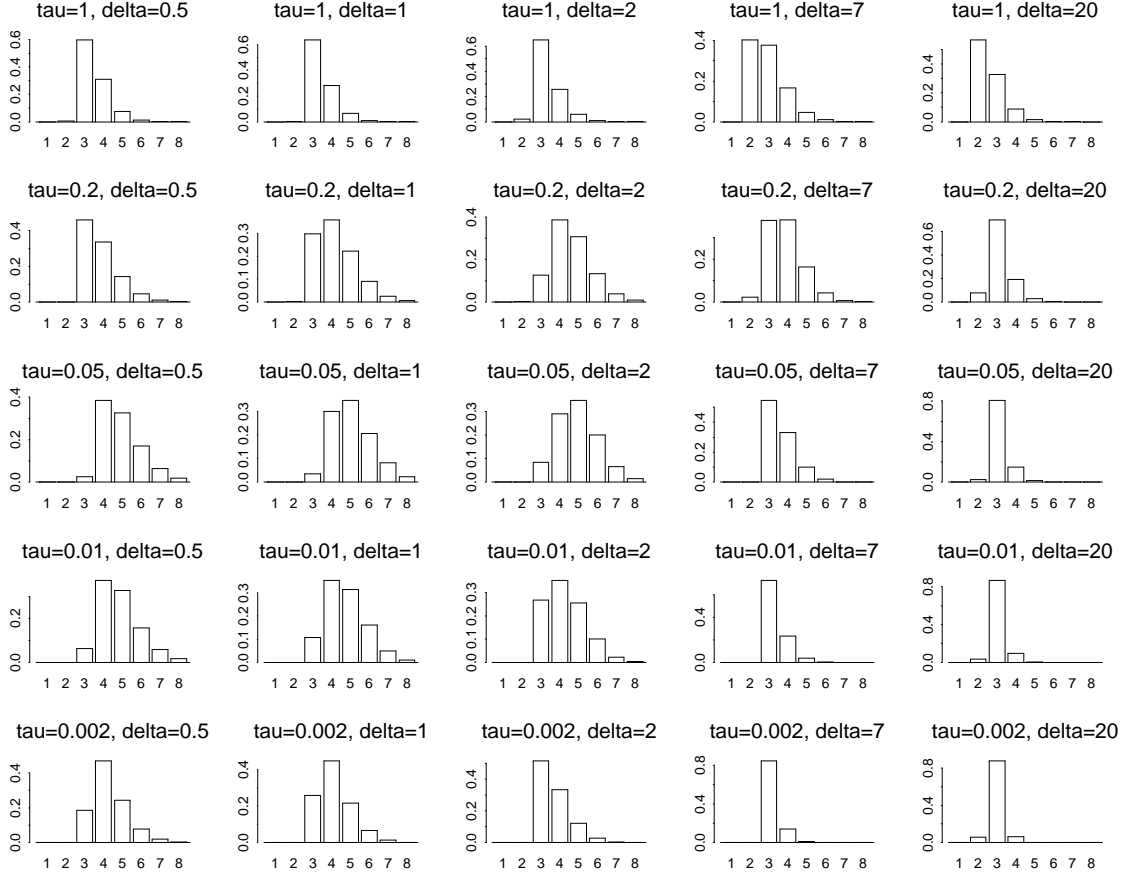 tau=1, delta=0.5
0.0 0.2 0.4 0.6
1 2 3 4 5 6 7 8
tau=1, delta=1
0.0 0.2 0.4 0.6
1 2 3 4 5 6 7 8
tau=1, delta=2
0.0 0.2 0.4 0.6
1 2 3 4 5 6 7 8
tau=1, delta=7
0.0 0.2 0.4
1 2 3 4 5 6 7 8
tau=1, delta=20
0.0 0.2 0.4
1 2 3 4 5 6 7 8
tau=0.2, delta=0.5
0.0 0.2 0.4
1 2 3 4 5 6 7 8
tau=0.2, delta=1
0.0 0.1 0.2 0.3
1 2 3 4 5 6 7 8
tau=0.2, delta=2
0.0 0.2 0.4
1 2 3 4 5 6 7 8
tau=0.2, delta=7
0.0 0.2
1 2 3 4 5 6 7 8
tau=0.2, delta=20
0.0 0.2 0.4 0.6
1 2 3 4 5 6 7 8
tau=0.05, delta=0.5
0.0 0.2 0.4
1 2 3 4 5 6 7 8
tau=0.05, delta=1
0.0 0.1 0.2 0.3
1 2 3 4 5 6 7 8
tau=0.05, delta=2
0.0 0.1 0.2 0.3
1 2 3 4 5 6 7 8
tau=0.05, delta=7
0.0 0.2 0.4
1 2 3 4 5 6 7 8
tau=0.05, delta=20
0.0 0.4 0.8
1 2 3 4 5 6 7 8
tau=0.01, delta=0.5
0.0 0.2
1 2 3 4 5 6 7 8
tau=0.01, delta=1
0.0 0.1 0.2 0.3
1 2 3 4 5 6 7 8
tau=0.01, delta=2
0.0 0.1 0.2 0.3
1 2 3 4 5 6 7 8
tau=0.01, delta=7
0.0 0.4
1 2 3 4 5 6 7 8
tau=0.01, delta=20
0.0 0.4 0.8
1 2 3 4 5 6 7 8
tau=0.002, delta=0.5
0.0 0.2 0.4
1 2 3 4 5 6 7 8
tau=0.002, delta=1
0.0 0.2 0.4
1 2 3 4 5 6 7 8
tau=0.002, delta=2
0.0 0.2 0.4
1 2 3 4 5 6 7 8
tau=0.002, delta=7
0.0 0.4 0.8
1 2 3 4 5 6 7 8
tau=0.002, delta=20
0.0 0.4 0.8
1 2 3 4 5 6 7 8